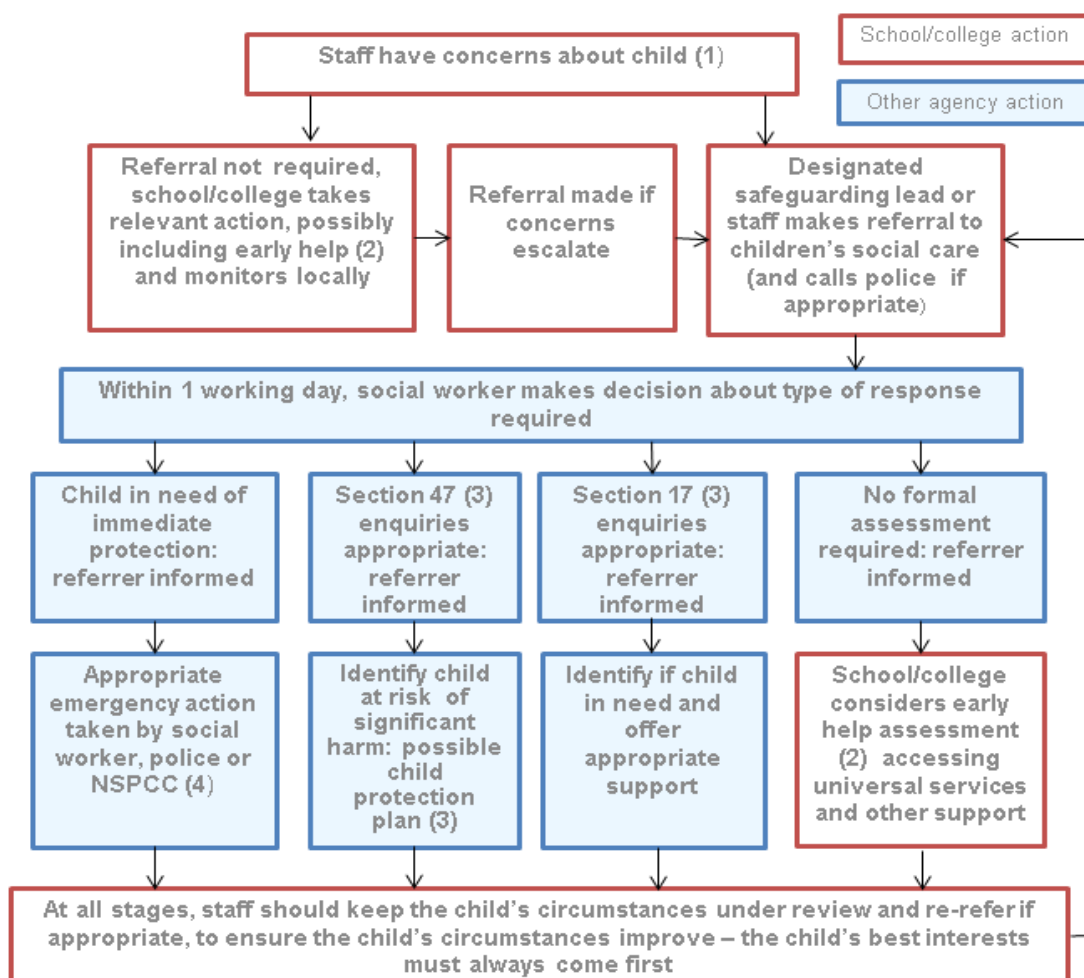 School/college action
Staff have concerns about child (1)
Other agency action
Referral not required,
school/college takes
relevant action, possibly
including early help (2)
and monitors locally
Referral made if
concerns
escalate
Designated
safeguarding lead or
staff makes referral to
children's social care
(and calls police if
appropriate)
Within 1 working day, social worker makes decision about type of response
required
Child in need of
immediate
protection:
referrer informed
Section 47 (3)
enquiries
appropriate:
referrer
informed
Section 17 (3)
enquiries
appropriate:
referrer
informed
No formal
assessment
required: referrer
informed
Appropriate
emergency action
taken by social
worker, police or
NSPCC (4)
Identify child
at risk of
significant
harm: possible
child
protection
plan (3)
Identify if child
in need and
offer
appropriate
support
School/college
considers early
help assessment
(2) accessing
universal services
and other support
At all stages, staff should keep the child's circumstances under review and re-refer if
appropriate, to ensure the child's circumstances improve – the child's best interests
must always come first